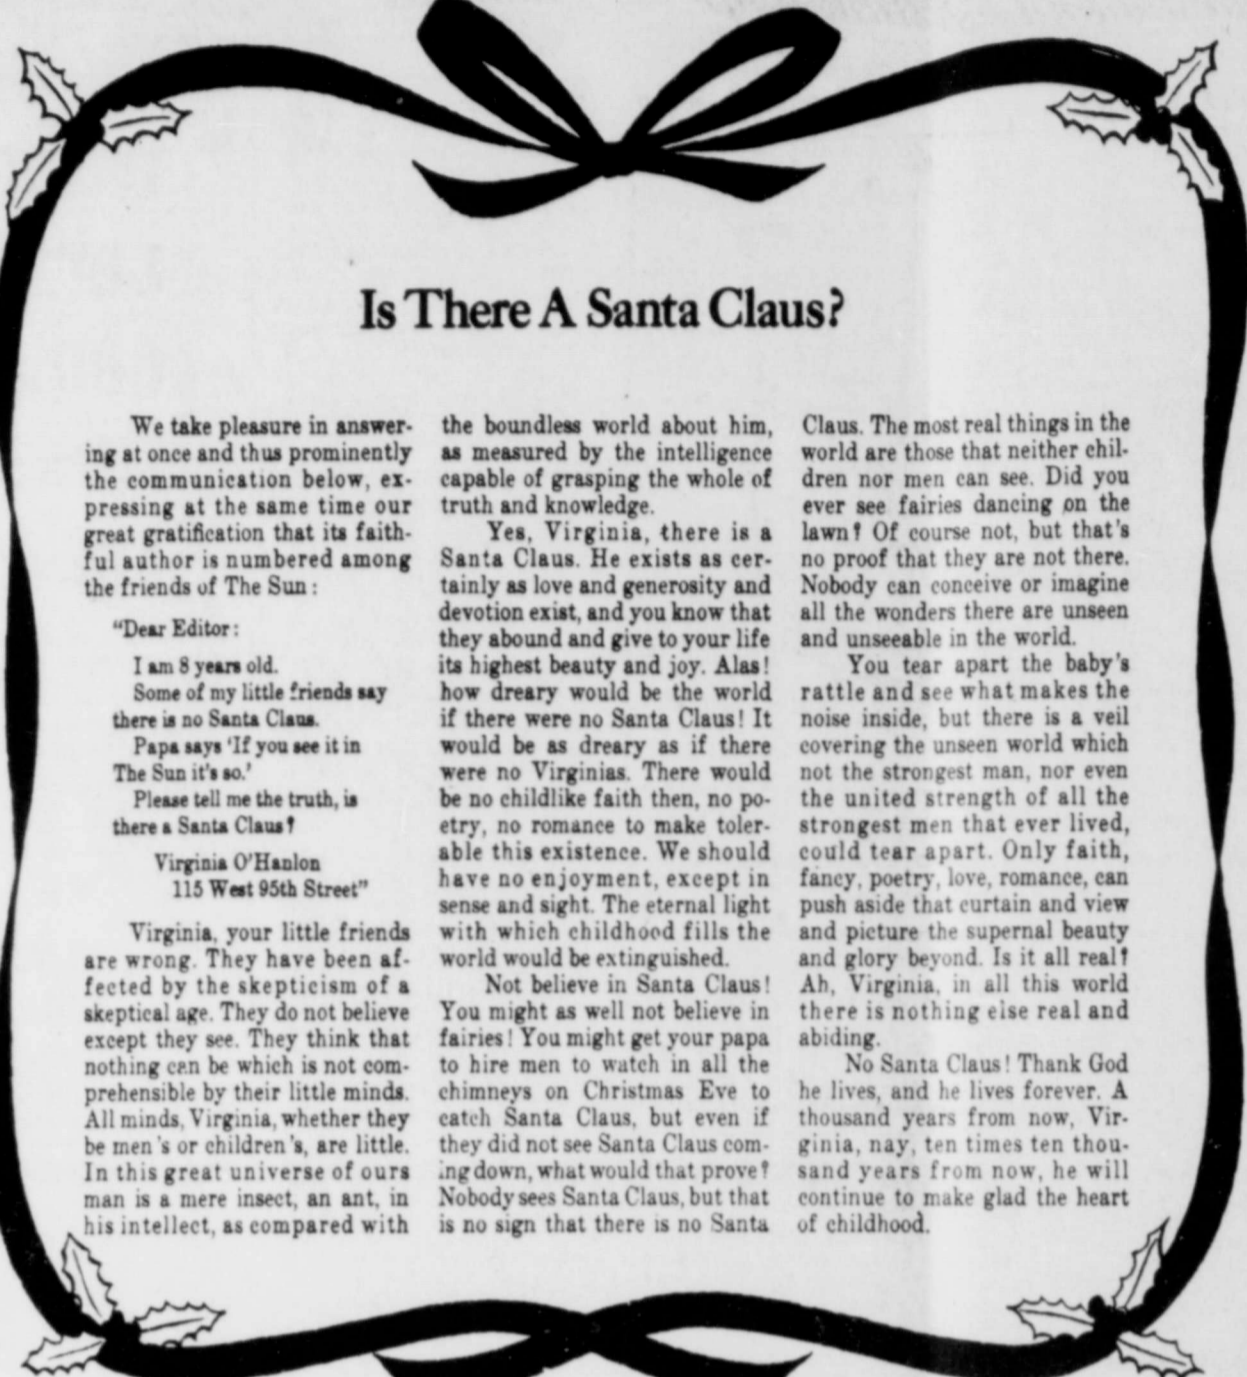 Is There A Santa Claus?
We take pleasure in answer-
ing at once and thus prominently
the communication below, ex-
pressing at the same time our
great gratification that its faith-
ful author is numbered among
the friends of The Sun:
"Dear Editor:
I am 8 years old.
Some of my little friends say
there is no Santa Claus.
Papa says 'If you see it in
The Sun it's so.'
Please tell me the truth, is
there a Santa Claus?
Virginia O'Hanlon
115 West 95th Street"
Virginia, your little friends
are wrong. They have been af-
fected by the skepticism of a
skeptical age. They do not believe
except they see. They think that
nothing can be which is not com-
prehensible by their little minds.
All minds, Virginia, whether they
be men's or children's, are little.
In this great universe of ours
man is a mere insect, an ant, in
his intellect, as compared with
the boundless world about him,
as measured by the intelligence
capable of grasping the whole of
truth and knowledge.
Yes, Virginia, there is a
Santa Claus. He exists as cer-
tainly as love and generosity and
devotion exist, and you know that
they abound and give to your life
its highest beauty and joy. Alas!
how dreary would be the world
if there were no Santa Claus! It
would be as dreary as if there
were no Virginias. There would
be no childlike faith then, no po-
etry, no romance to make toler-
able this existence. We should
have no enjoyment, except in
sense and sight. The eternal light
with which childhood fills the
world would be extinguished.
Not believe in Santa Claus!
You might as well not believe in
fairies! You might get your papa
to hire men to watch in all the
chimneys on Christmas Eve to
catch Santa Claus, but even if
they did not see Santa Claus com-
ing down, what would that prove?
Nobody sees Santa Claus, but that
is no sign that there is no Santa
Claus. The most real things in the
world are those that neither chil-
dren nor men can see. Did you
ever see fairies dancing on the
lawn? Of course not, but that's
no proof that they are not there.
Nobody can conceive or imagine
all the wonders there are unseen
and unseeable in the world.
You tear apart the baby's
rattle and see what makes the
noise inside, but there is a veil
covering the unseen world which
not the strongest man, nor even
the united strength of all the
strongest men that ever lived,
could tear apart. Only faith,
fancy, poetry, love, romance, can
push aside that curtain and view
and picture the supernal beauty
and glory beyond. Is it all real?
Ah, Virginia, in all this world
there is nothing else real and
abiding.
No Santa Claus! Thank God
he lives, and he lives forever. A
thousand years from now, Vir-
ginia, nay, ten times ten thou-
sand years from now, he will
continue to make glad the heart
of childhood.